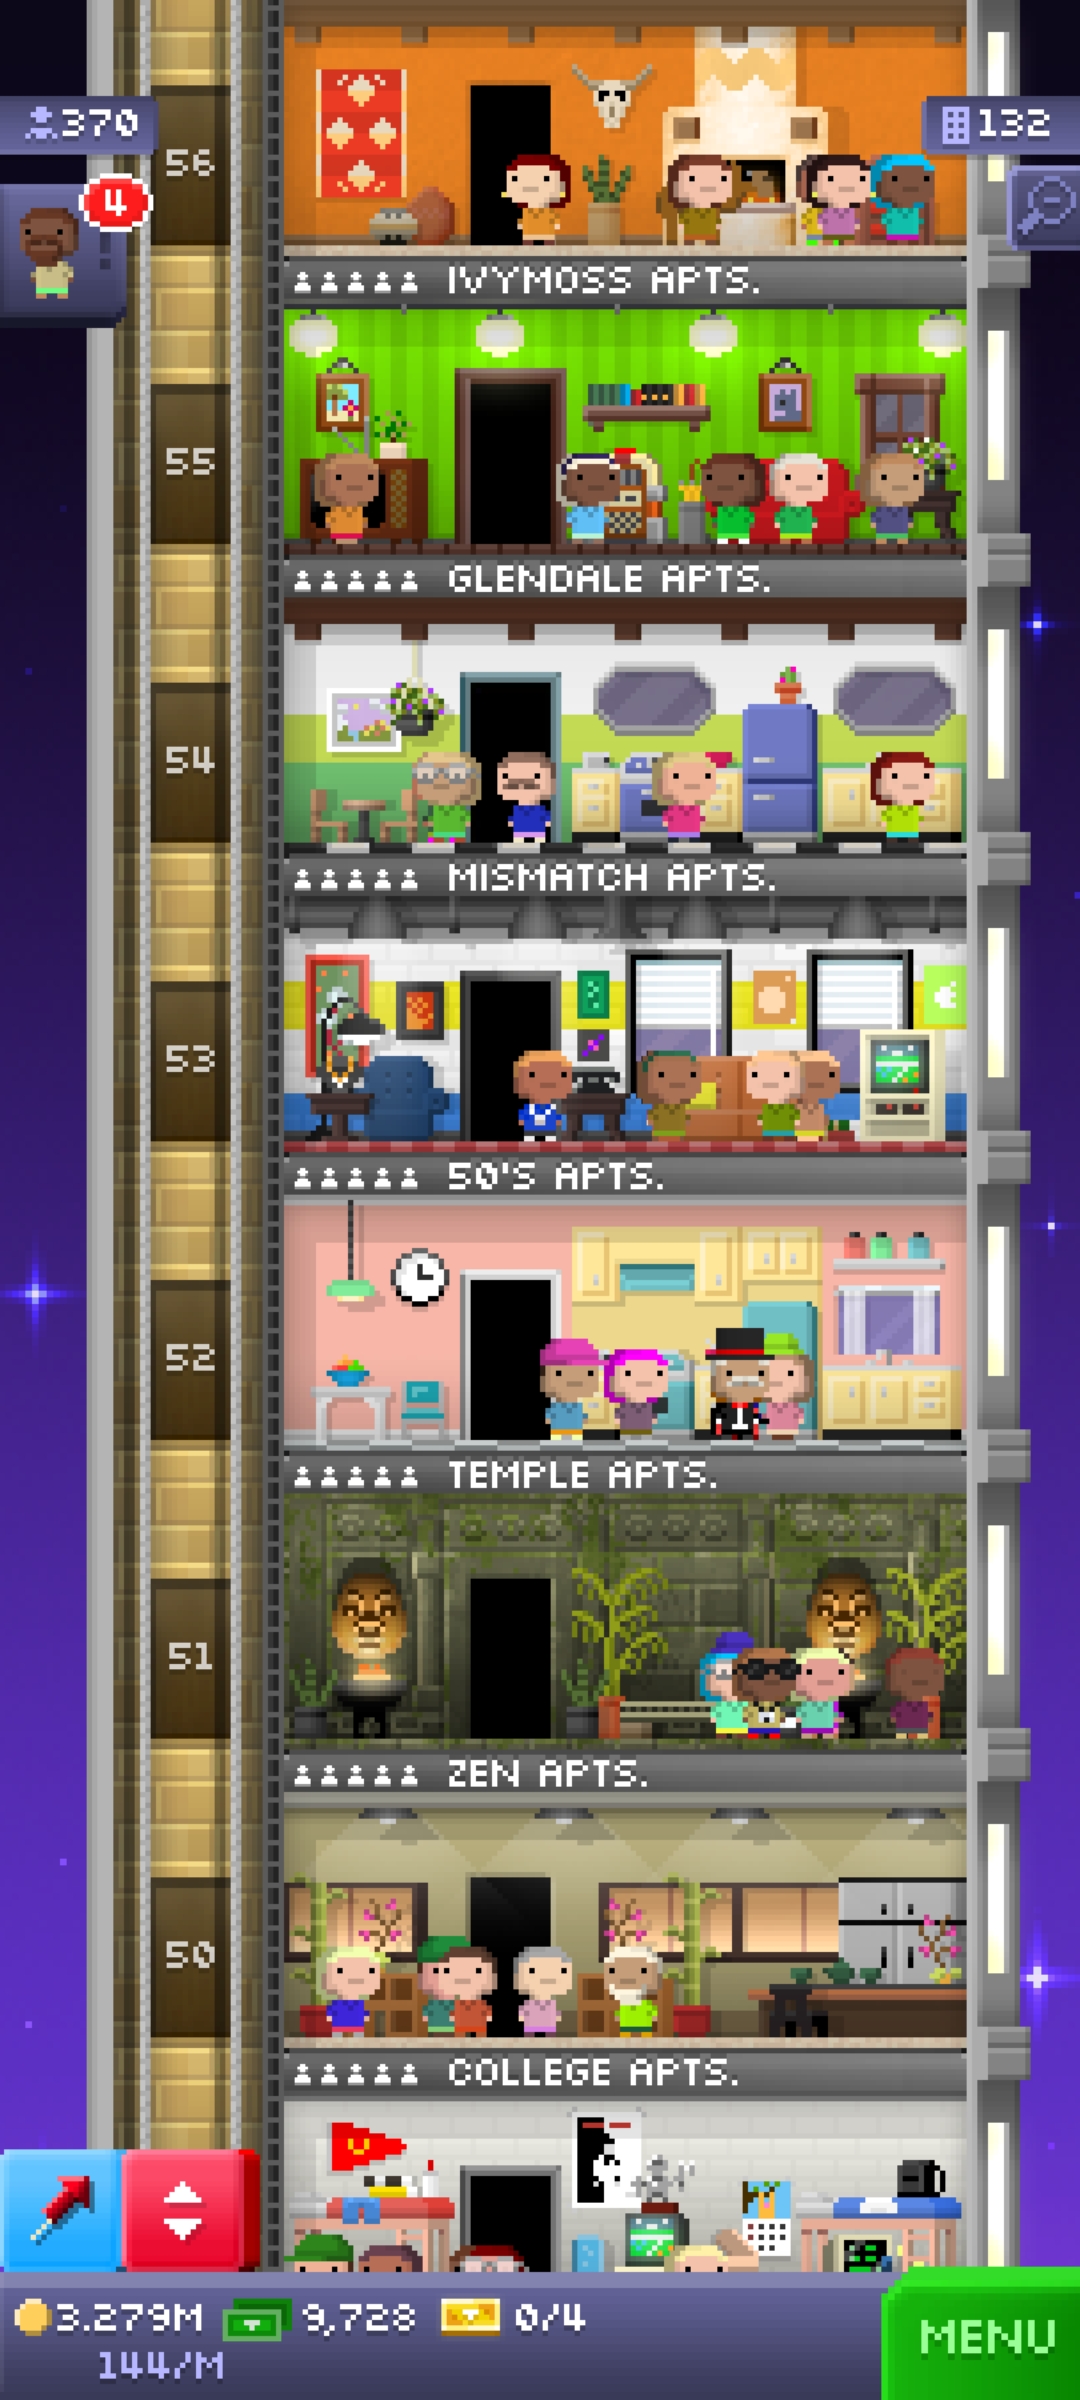 370
132
4
56
IVYMOSS APTS.
55
GLENDALE APTS.
54
MISMATCH APTS.
53
50'S APTS.
52
TEMPLE APTS.
51
ZEN APTS.
50
COLLEGE APTS.
3.279M 9,728 0/4
144/M
MENU